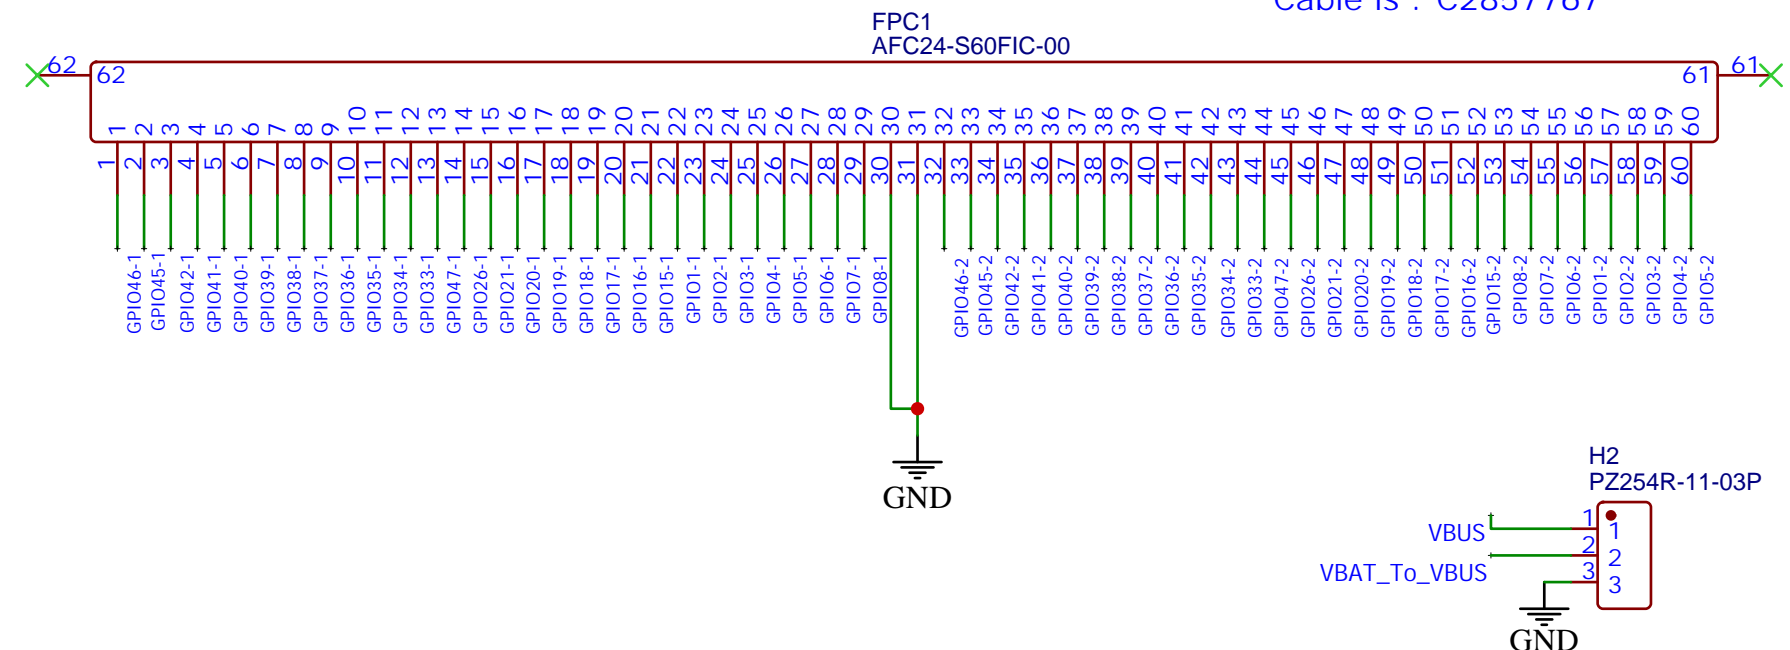 Cable is : C2857767
FPC1
AFC24-S60FIC-00
62 62 61 61
1 2 3 4 5 6 7 8 9 10 11 12 13 14 15 16 17 18 19 20 21 22 23 24 25 26 27 28 29 30 31 32 33 34 35 36 37 38 39 40 41 42 43 44 45 46 47 48 49 50 51 52 53 54 55 56 57 58 59 60
1 2 3 4 5 6 7 8 9 10 11 12 13 14 15 16 17 18 19 20 21 22 23 24 25 26 27 28 29 30 31 32 33 34 35 36 37 38 39 40 41 42 43 44 45 46 47 48 49 50 51 52 53 54 55 56 57 58 59 60
GPIO46-1
GPIO45-1
GPIO42-1
GPIO41-1
GPIO40-1
GPIO39-1
GPIO38-1
GPIO37-1
GPIO36-1
GPIO35-1
GPIO34-1
GPIO33-1
GPIO47-1
GPIO26-1
GPIO21-1
GPIO20-1
GPIO19-1
GPIO18-1
GPIO17-1
GPIO16-1
GPIO15-1
GPIO1-1
GPIO2-1
GPIO3-1
GPIO4-1
GPIO5-1
GPIO6-1
GPIO7-1
GPIO8-1
GPIO46-2
GPIO45-2
GPIO42-2
GPIO41-2
GPIO40-2
GPIO39-2
GPIO38-2
GPIO37-2
GPIO36-2
GPIO35-2
GPIO34-2
GPIO33-2
GPIO47-2
GPIO26-2
GPIO21-2
GPIO20-2
GPIO19-2
GPIO18-2
GPIO17-2
GPIO16-2
GPIO15-2
GPIO8-2
GPIO7-2
GPIO6-2
GPIO1-2
GPIO2-2
GPIO3-2
GPIO4-2
GPIO5-2
GND
H2
PZ254R-11-03P
VBUS 1 1
VBAT_To_VBUS 2 2
3 3
GND